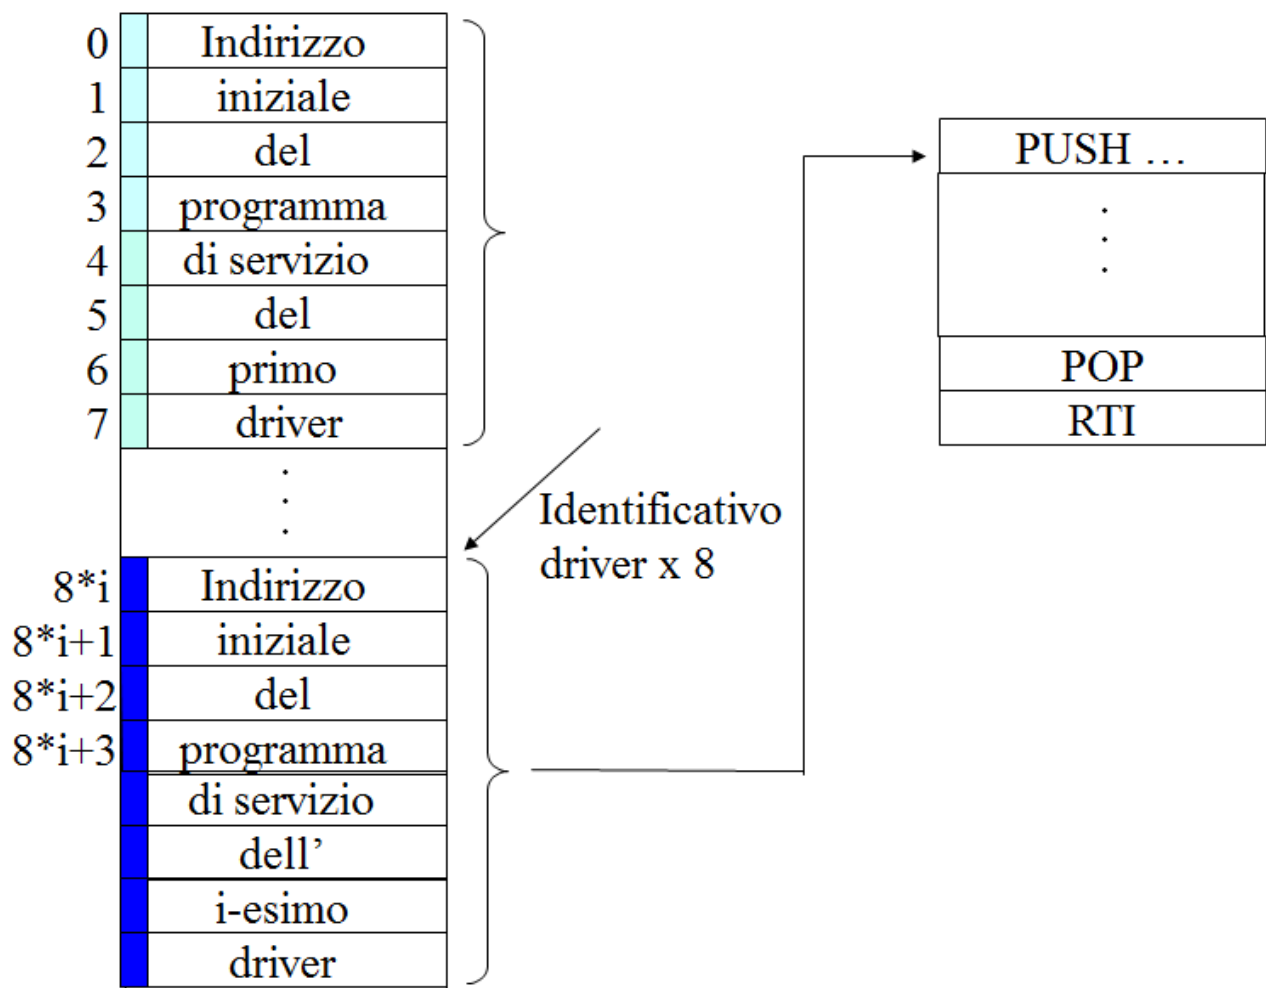 0 Indirizzo
1 iniziale
2 del
3 programma
4 di servizio
5 del
6 primo
7 driver
.
.
.
8*i Indirizzo
8*i+1 iniziale
8*i+2 del
8*i+3 programma
di servizio
dell’
i-esimo
driver
Identificativo
driver x 8
PUSH …
.
.
.
POP
RTI